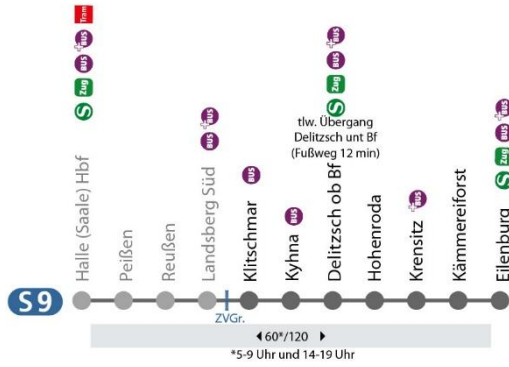 Tram
+BUS
BUS
Zug
S
+BUS
BUS
BUS
BUS
+BUS
BUS
Zug
S
+BUS
+BUS
BUS
Zug
S
tlw. Übergang
Delitzsch unt Bf
(Fußweg 12 min)
Halle (Saale) Hbf
Peißen
Reußen
Landsberg Süd
Klitschmar
Kyhna
Delitzsch ob Bf
Hohenroda
Krensitz
Kämmereiforst
Eilenburg
S9
ZVGr.
60*/120
*5-9 Uhr und 14-19 Uhr